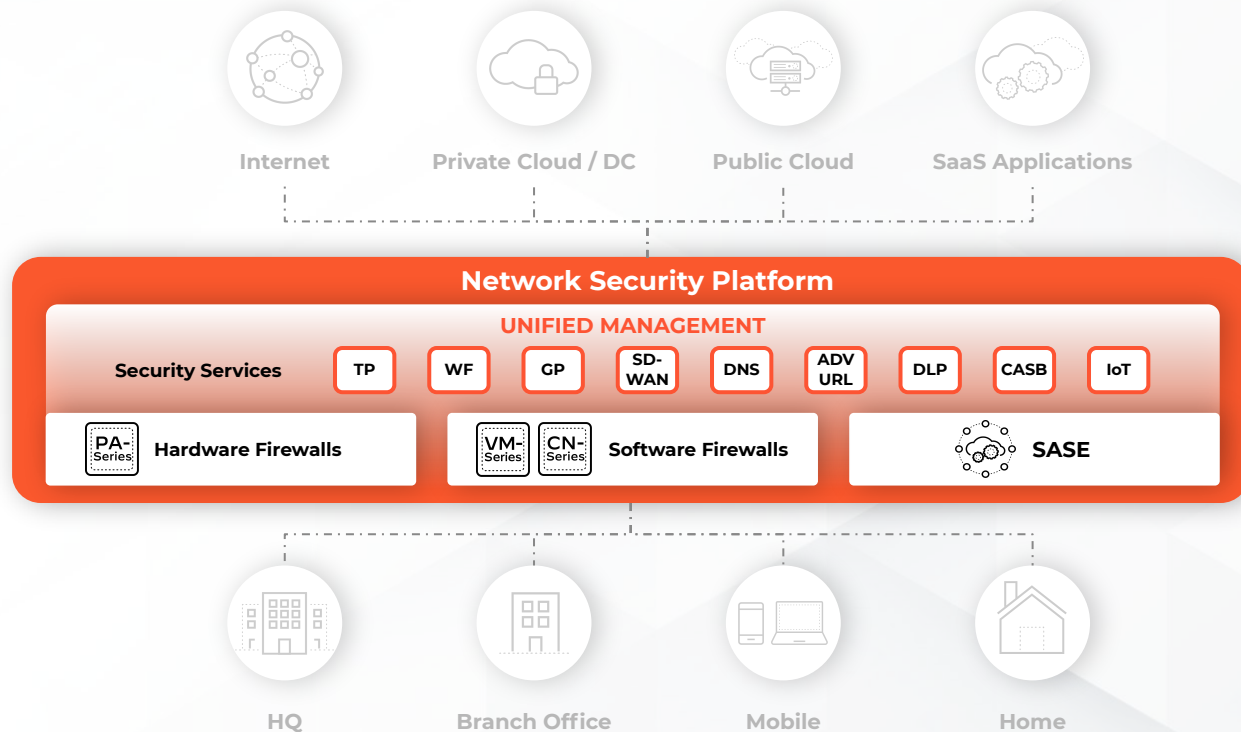 Internet
Private Cloud / DC
Public Cloud
SaaS Applications
Network Security Platform
UNIFIED MANAGEMENT
Security Services
TP
WF
GP
SD-
WAN
DNS
ADV
URL
DLP
CASB
IoT
PA-
Series
Hardware Firewalls
VM-
Series
CN-
Series
Software Firewalls
SASE
HQ
Branch Office
Mobile
Home